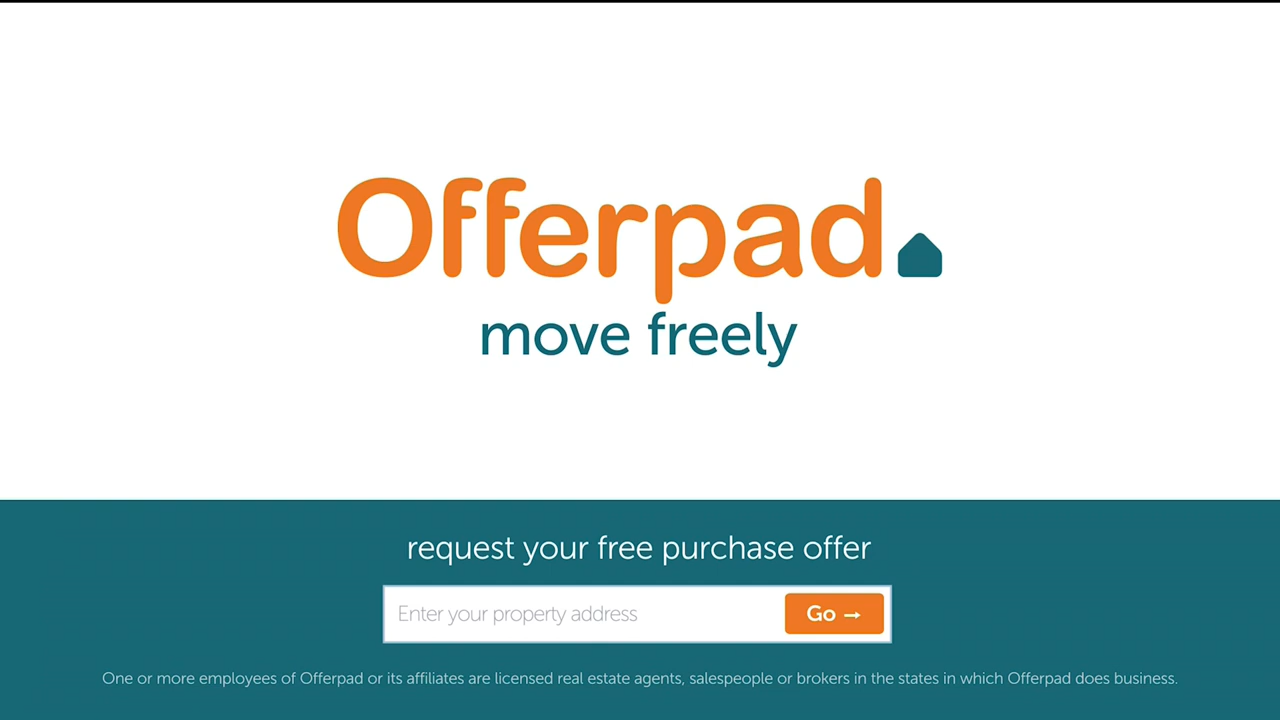 Offerpad
move freely
request your free purchase offer
Enter your property address
Go →
One or more employees of Offerpad or its affiliates are licensed real estate agents, salespeople or brokers in the states in which Offerpad does business.